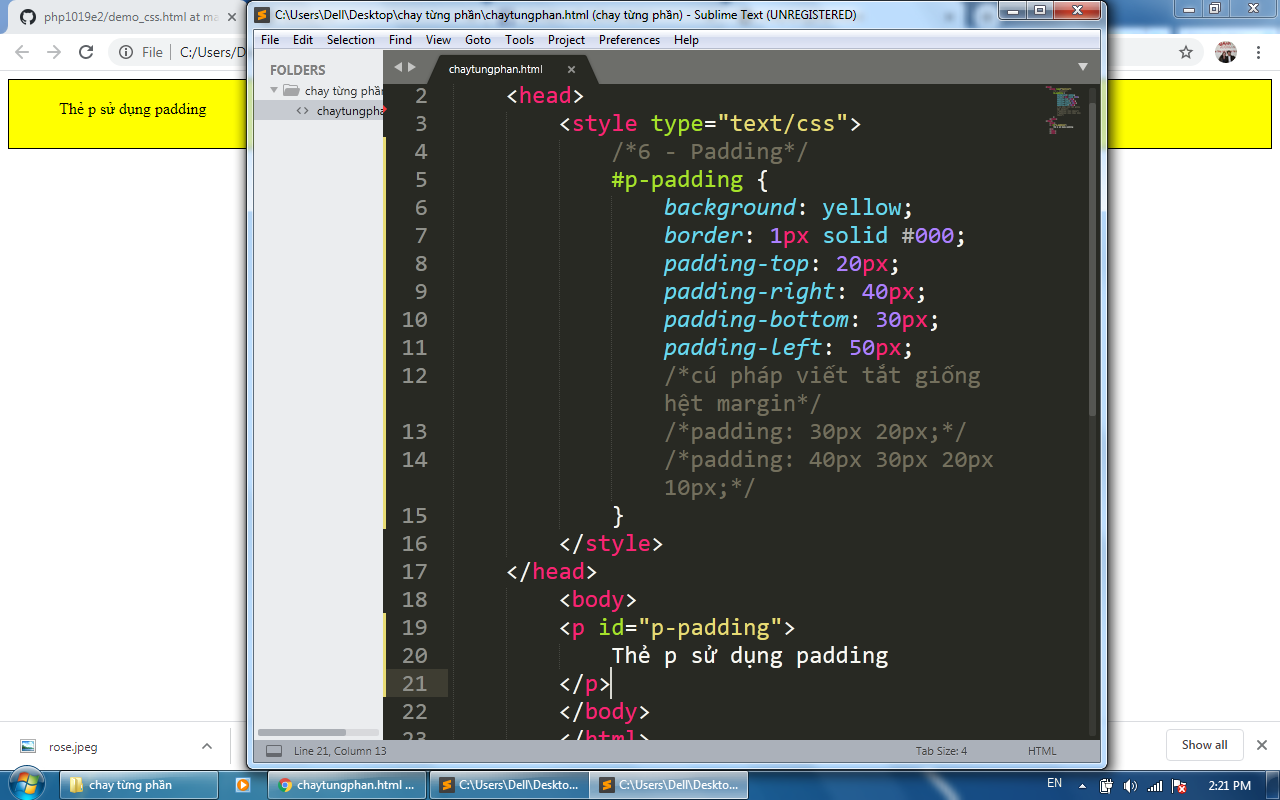 php1019e2/demo_css.html at ma
C:\Users\Dell\Desktop\chay từng phần\chaytungphan.html (chay từng phần) - Sublime Text (UNREGISTERED)
File Edit Selection Find View Goto Tools Project Preferences Help
File C:/Users/D
FOLDERS
chay từng phần
chaytungpha
chaytungphan.html
Thẻ p sử dụng padding
2 <head>
3 <style type="text/css">
4 /*6 - Padding*/
5 #p-padding {
6 background: yellow;
7 border: 1px solid #000;
8 padding-top: 20px;
9 padding-right: 40px;
10 padding-bottom: 30px;
11 padding-left: 50px;
12 /*cú pháp viết tắt giống
hệt margin*/
13 /*padding: 30px 20px;*/
14 /*padding: 40px 30px 20px
10px;*/
15 }
16 </style>
17 </head>
18 <body>
19 <p id="p-padding">
20 Thẻ p sử dụng padding
21 </p>
22 </body>
23 </html>
Line 21, Column 13 Tab Size: 4 HTML
rose.jpeg
Show all
chay từng phần
chaytungphan.html ...
C:\Users\Dell\Deskto...
C:\Users\Dell\Deskto...
EN
2:21 PM